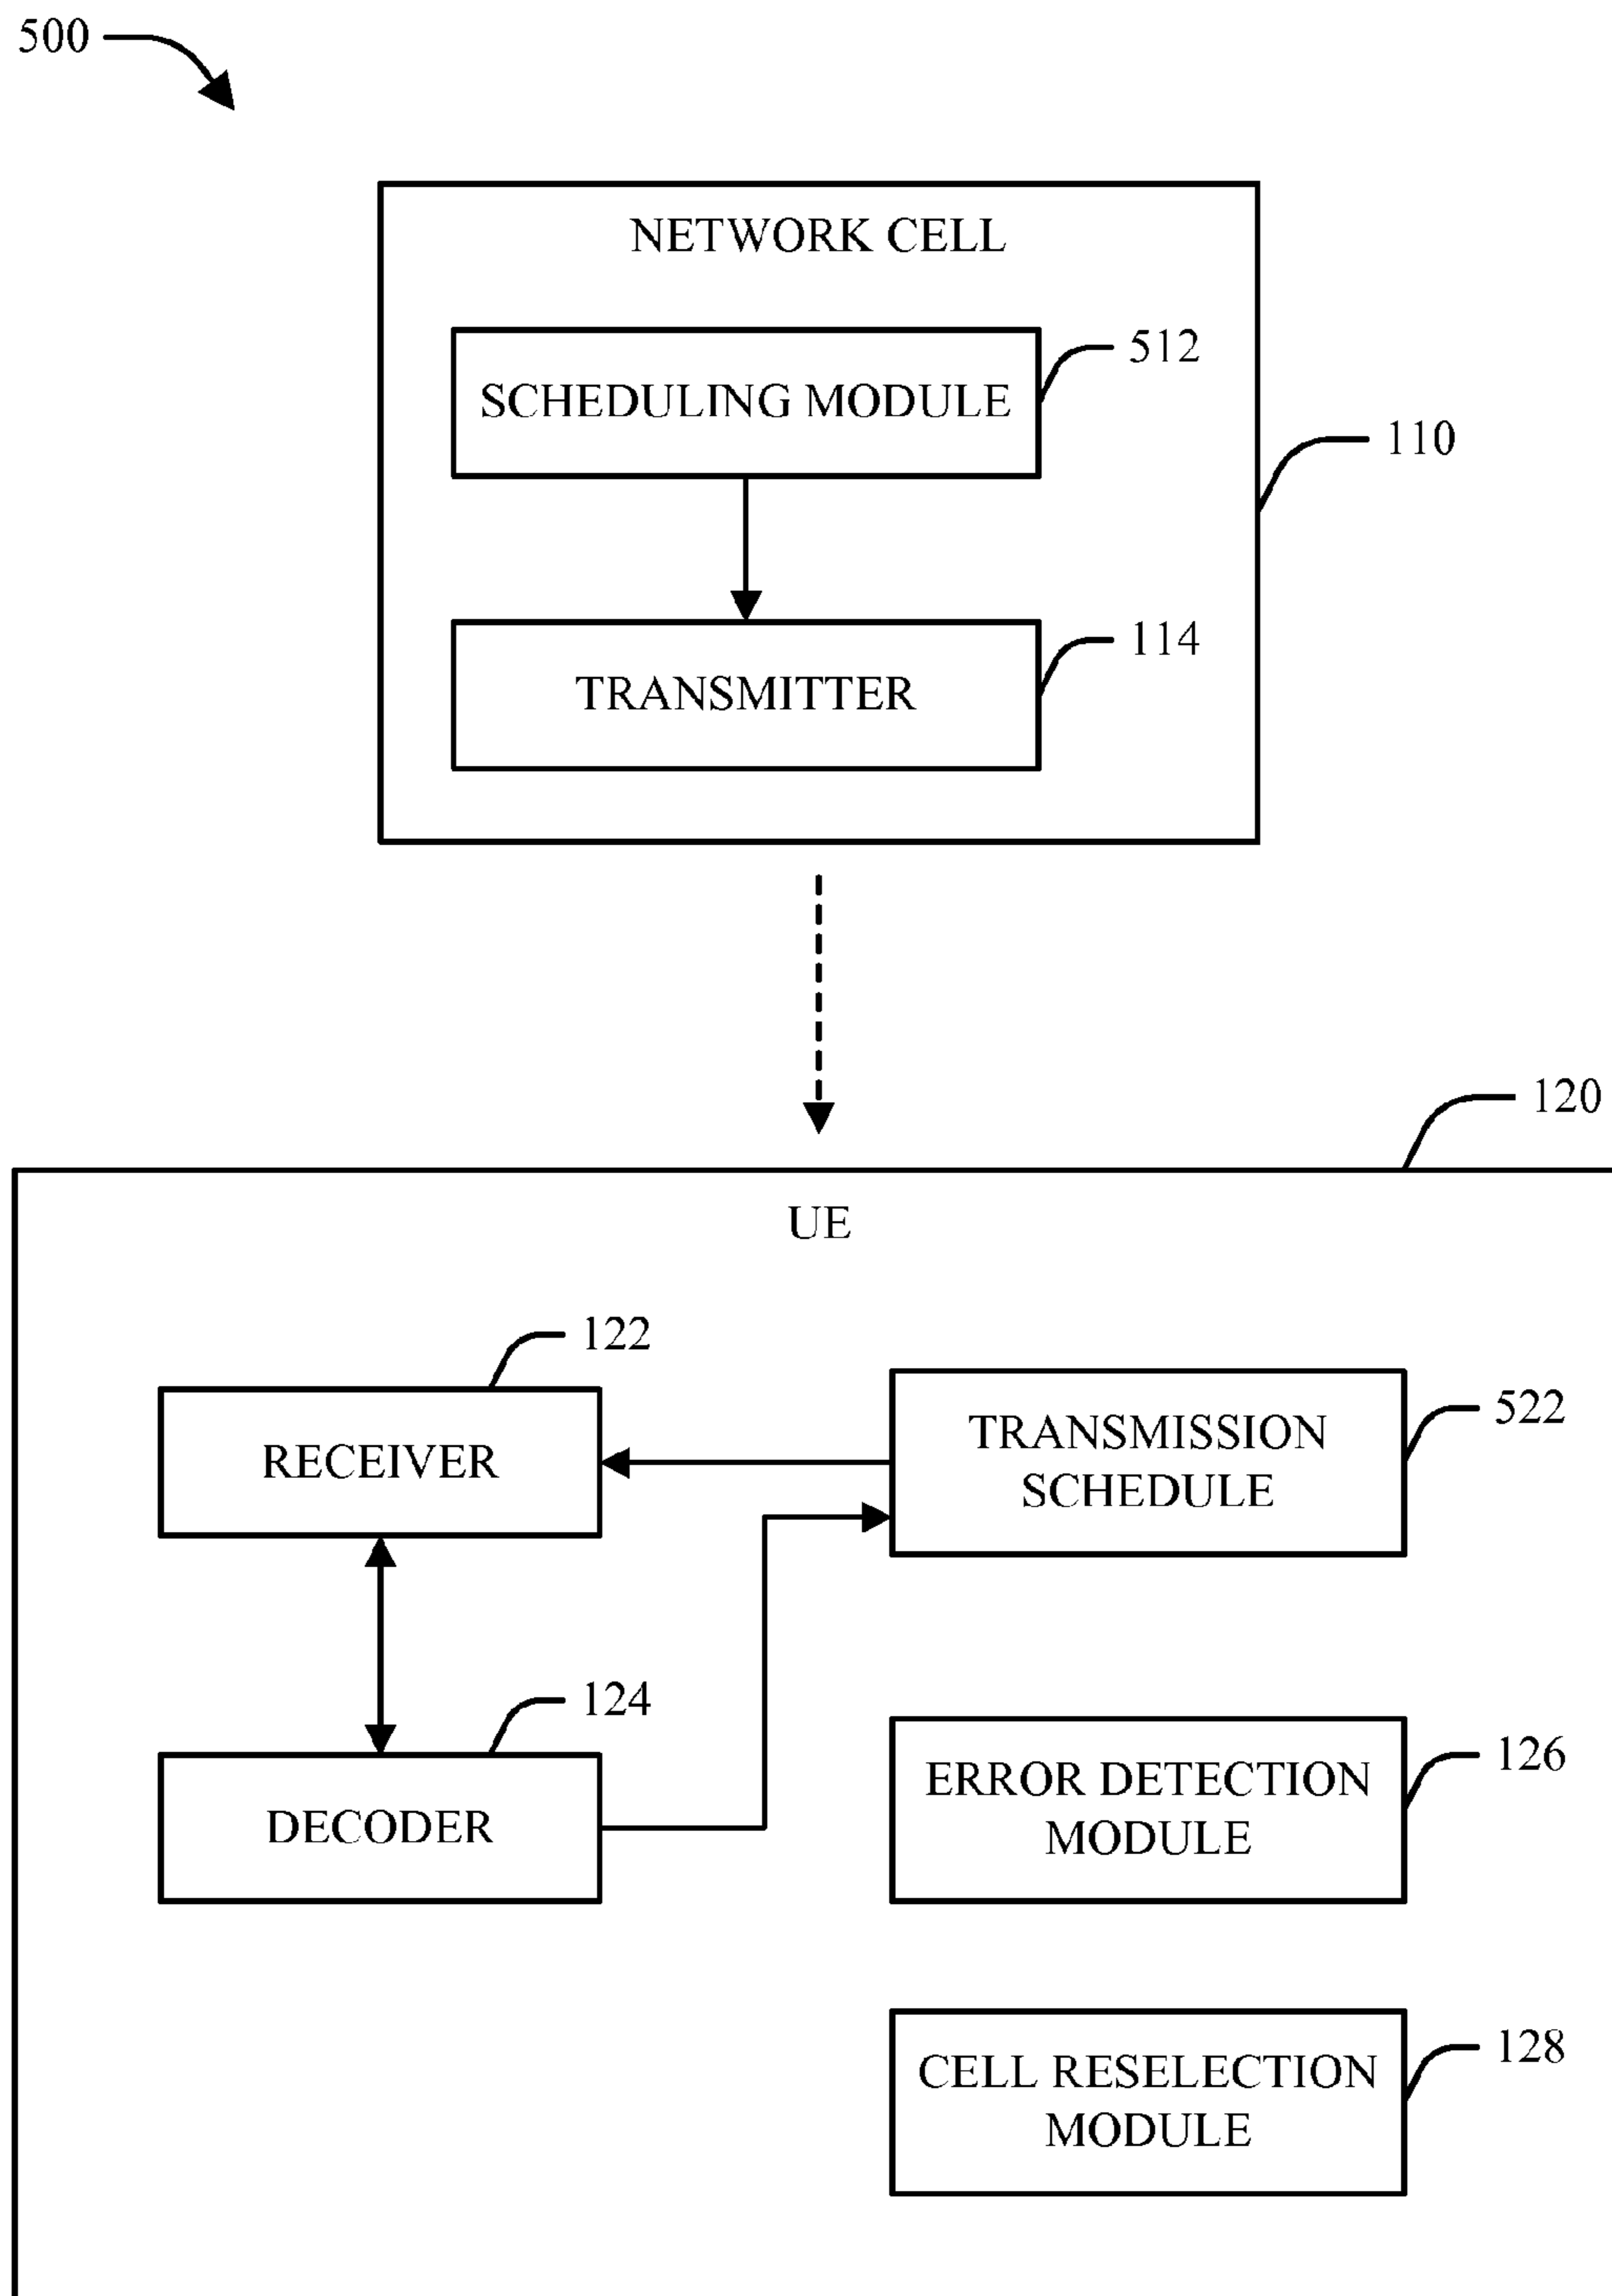 500
NETWORK CELL
SCHEDULING MODULE
512
110
TRANSMITTER
114
120
UE
122
RECEIVER
TRANSMISSION
SCHEDULE
522
124
DECODER
ERROR DETECTION
MODULE
126
CELL RESELECTION
MODULE
128